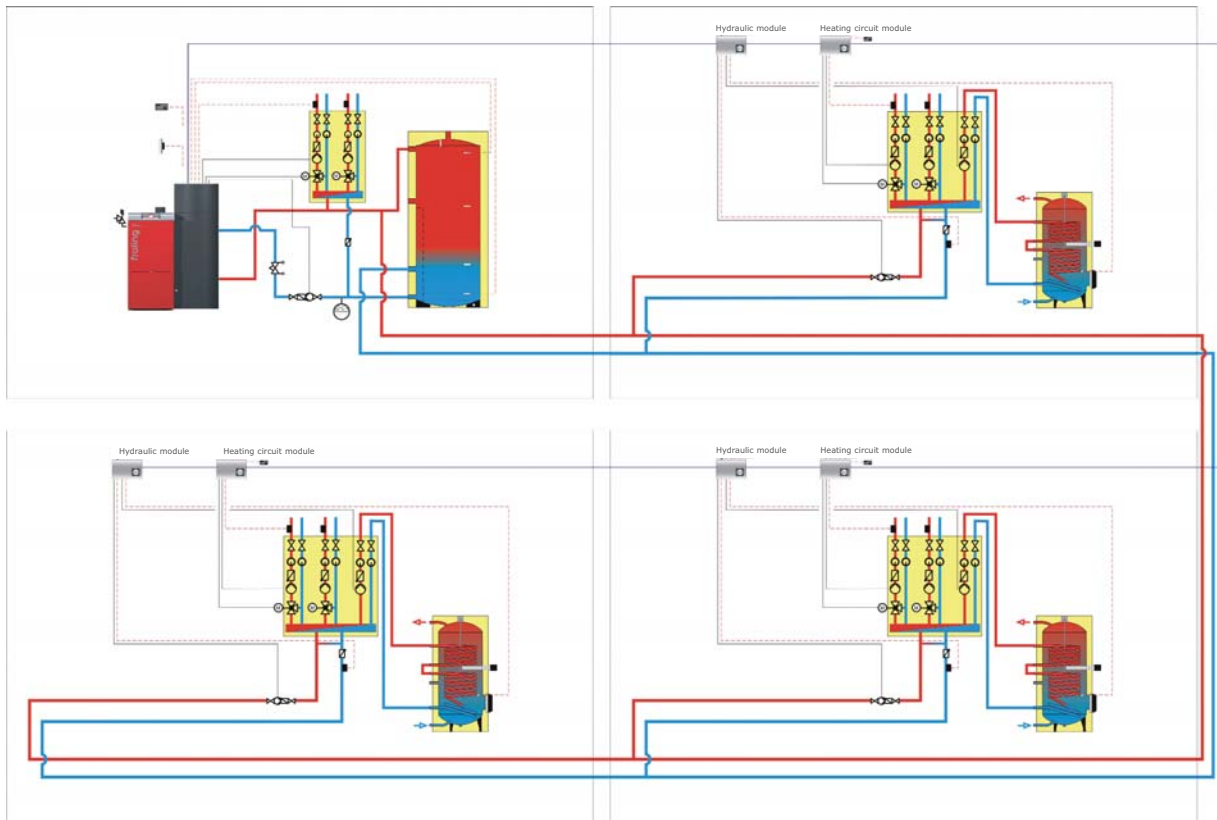 Hydraulic module
Heating circuit module
froling
Hydraulic module
Heating circuit module
Hydraulic module
Heating circuit module